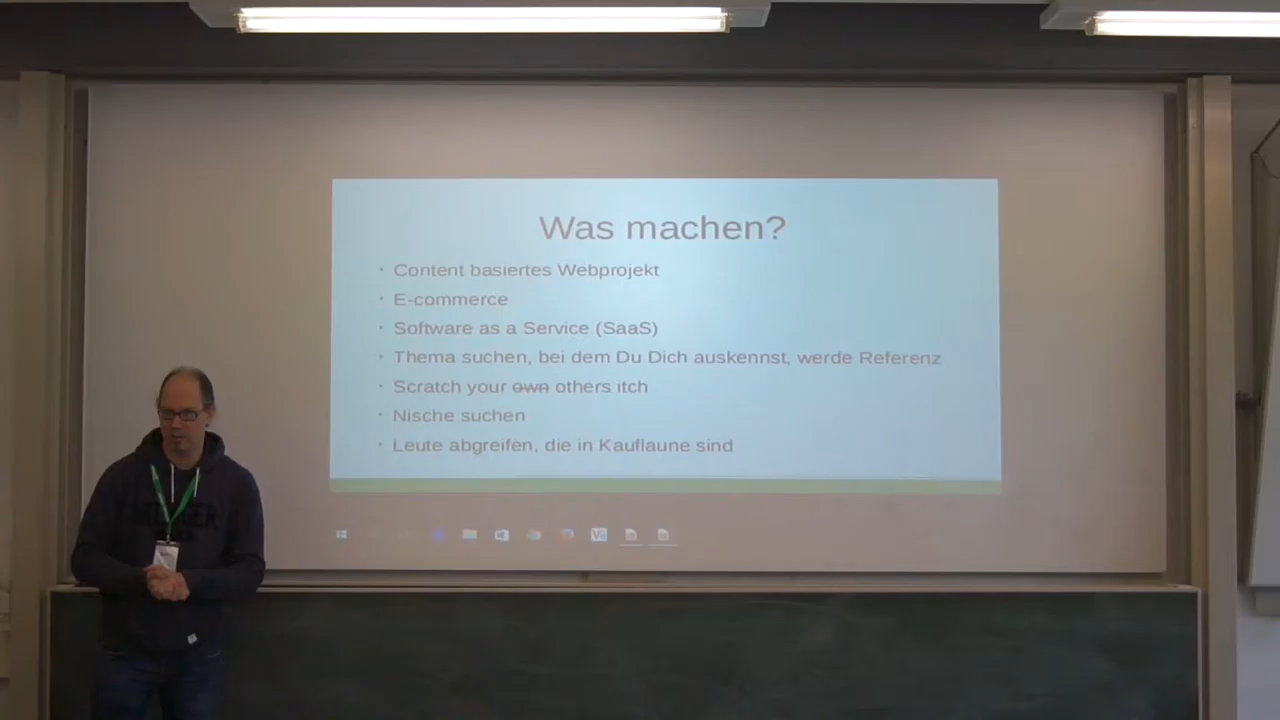 Was machen?
Content basiertes Webprojekt
E-commerce
Software as a Service (SaaS)
Thema suchen, bei dem Du Dich auskennst, werde Referenz
Scratch your own others itch
Nische suchen
Leute abgreifen, die in Kauflaune sind